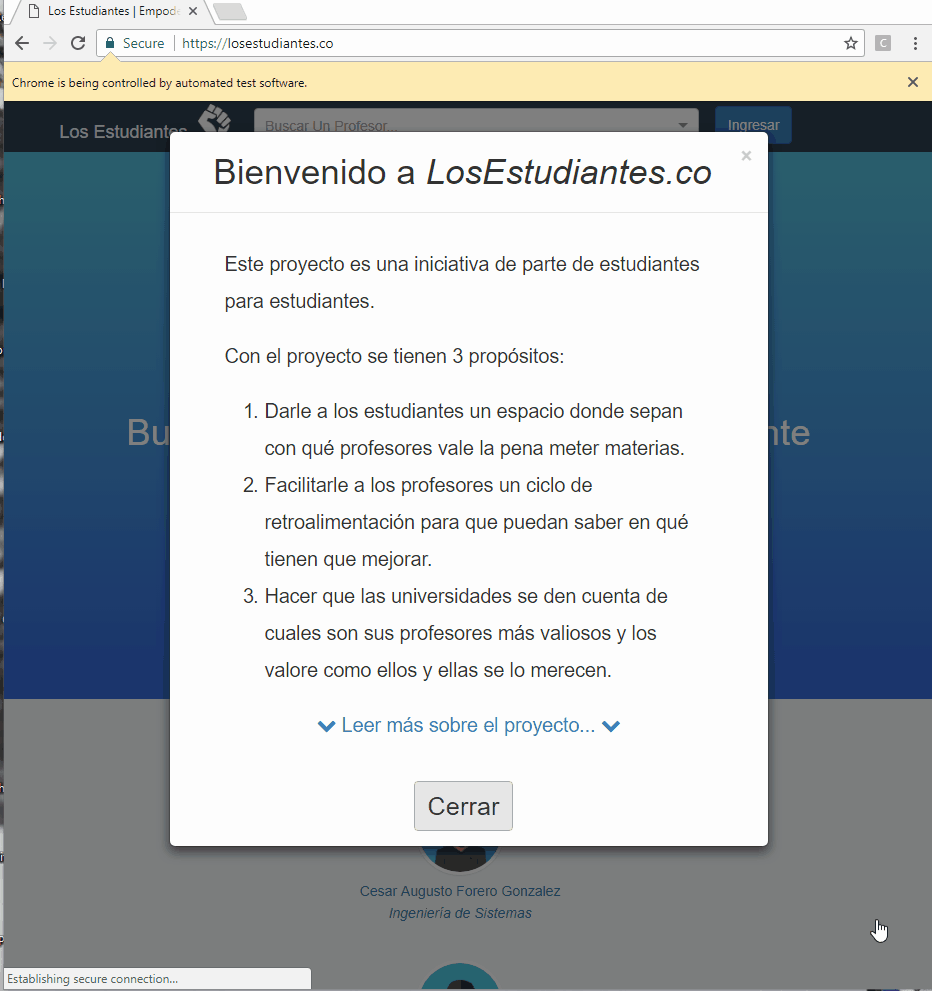 Los Estudiantes | Empode
Secure
https://losestudiantes.co
C
Chrome is being controlled by automated test software.
Los Estudiantes
Buscar Un Profesor...
Ingresar
Bienvenido a LosEstudiantes.co
×
Este proyecto es una iniciativa de parte de estudiantes
para estudiantes.
Con el proyecto se tienen 3 propósitos:
1. Darle a los estudiantes un espacio donde sepan
con qué profesores vale la pena meter materias.
2. Facilitarle a los profesores un ciclo de
retroalimentación para que puedan saber en qué
tienen que mejorar.
3. Hacer que las universidades se den cuenta de
cuales son sus profesores más valiosos y los
valore como ellos y ellas se lo merecen.
Bu
nte
Leer más sobre el proyecto...
Cerrar
Cesar Augusto Forero Gonzalez
Ingeniería de Sistemas
Establishing secure connection...